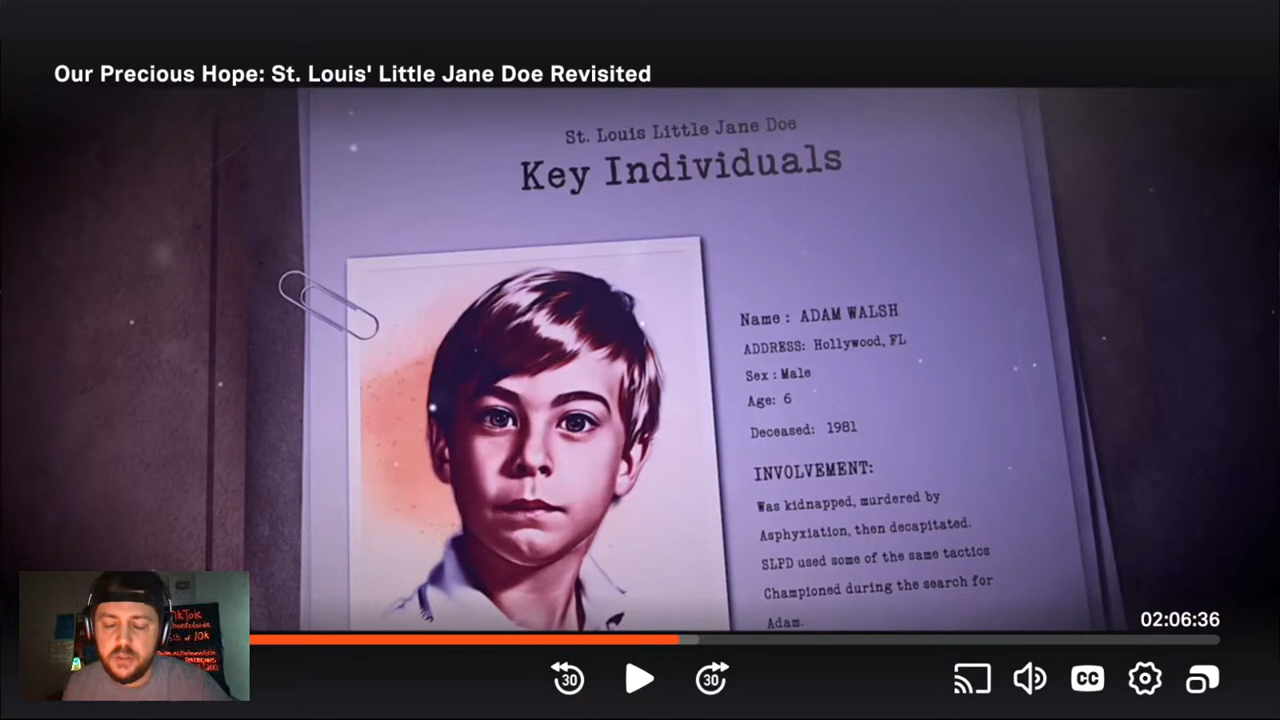 Our Precious Hope: St. Louis' Little Jane Doe Revisited
St. Louis Little Jane Doe
Key Individuals
Name : ADAM WALSH
ADDRESS: Hollywood, FL
Sex : Male
Age: 6
Deceased: 1981
INVOLVEMENT:
Was kidnapped, murdered by
Asphyxiation, then decapitated.
SLPD used some of the same tactics
Championed during the search for
Adam.
TikTok
10k
02:06:36
30
30
CC